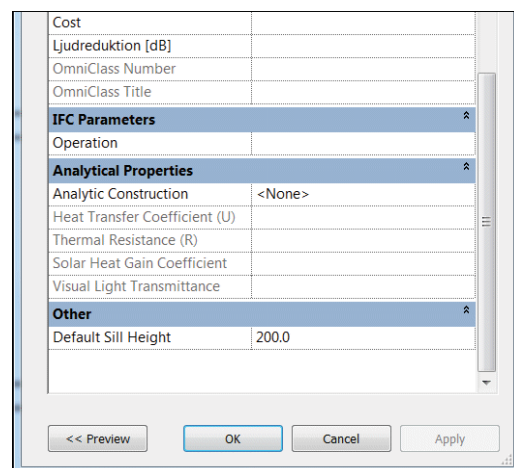 Cost
Ljudreduktion [dB]
OmniClass Number
OmniClass Title
IFC Parameters
Operation
Analytical Properties
Analytic Construction <None>
Heat Transfer Coefficient (U)
Thermal Resistance (R)
Solar Heat Gain Coefficient
Visual Light Transmittance
Other
Default Sill Height 200.0
<< Preview OK Cancel Apply